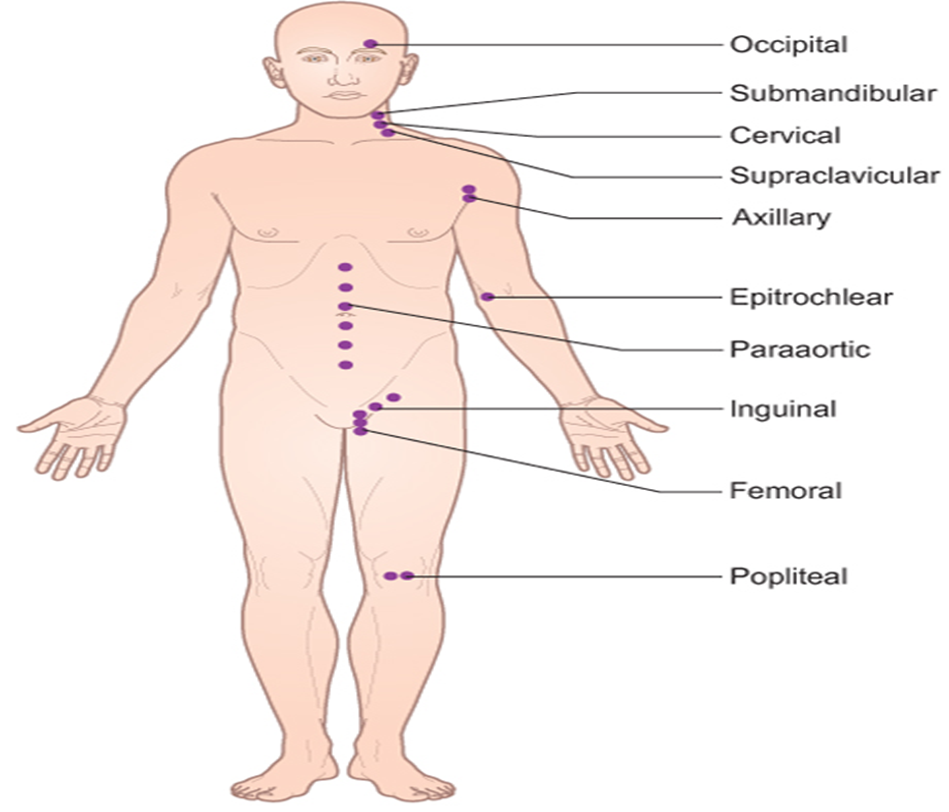 Occipital
Submandibular
Cervical
Supraclavicular
Axillary
Epitrochlear
Paraaortic
Inguinal
Femoral
Popliteal